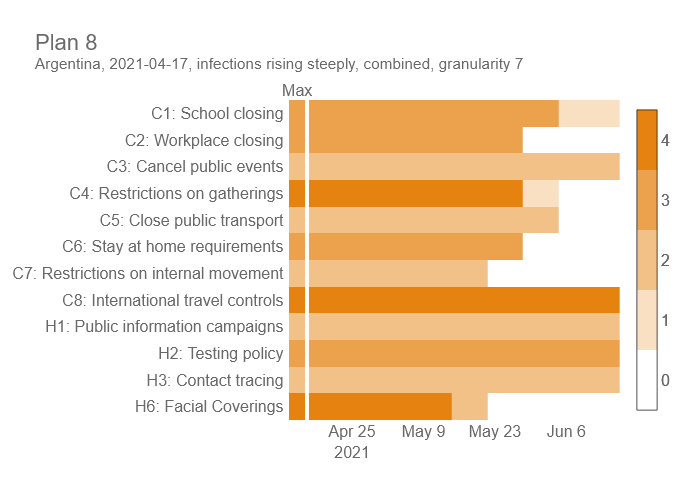 Plan 8
Argentina, 2021-04-17, infections rising steeply, combined, granularity 7
Max
C1: School closing
C2: Workplace closing
C3: Cancel public events
C4: Restrictions on gatherings
C5: Close public transport
C6: Stay at home requirements
C7: Restrictions on internal movement
C8: International travel controls
H1: Public information campaigns
H2: Testing policy
H3: Contact tracing
H6: Facial Coverings
Apr 25 May 9 May 23 Jun 6
2021
4
3
2
1
0